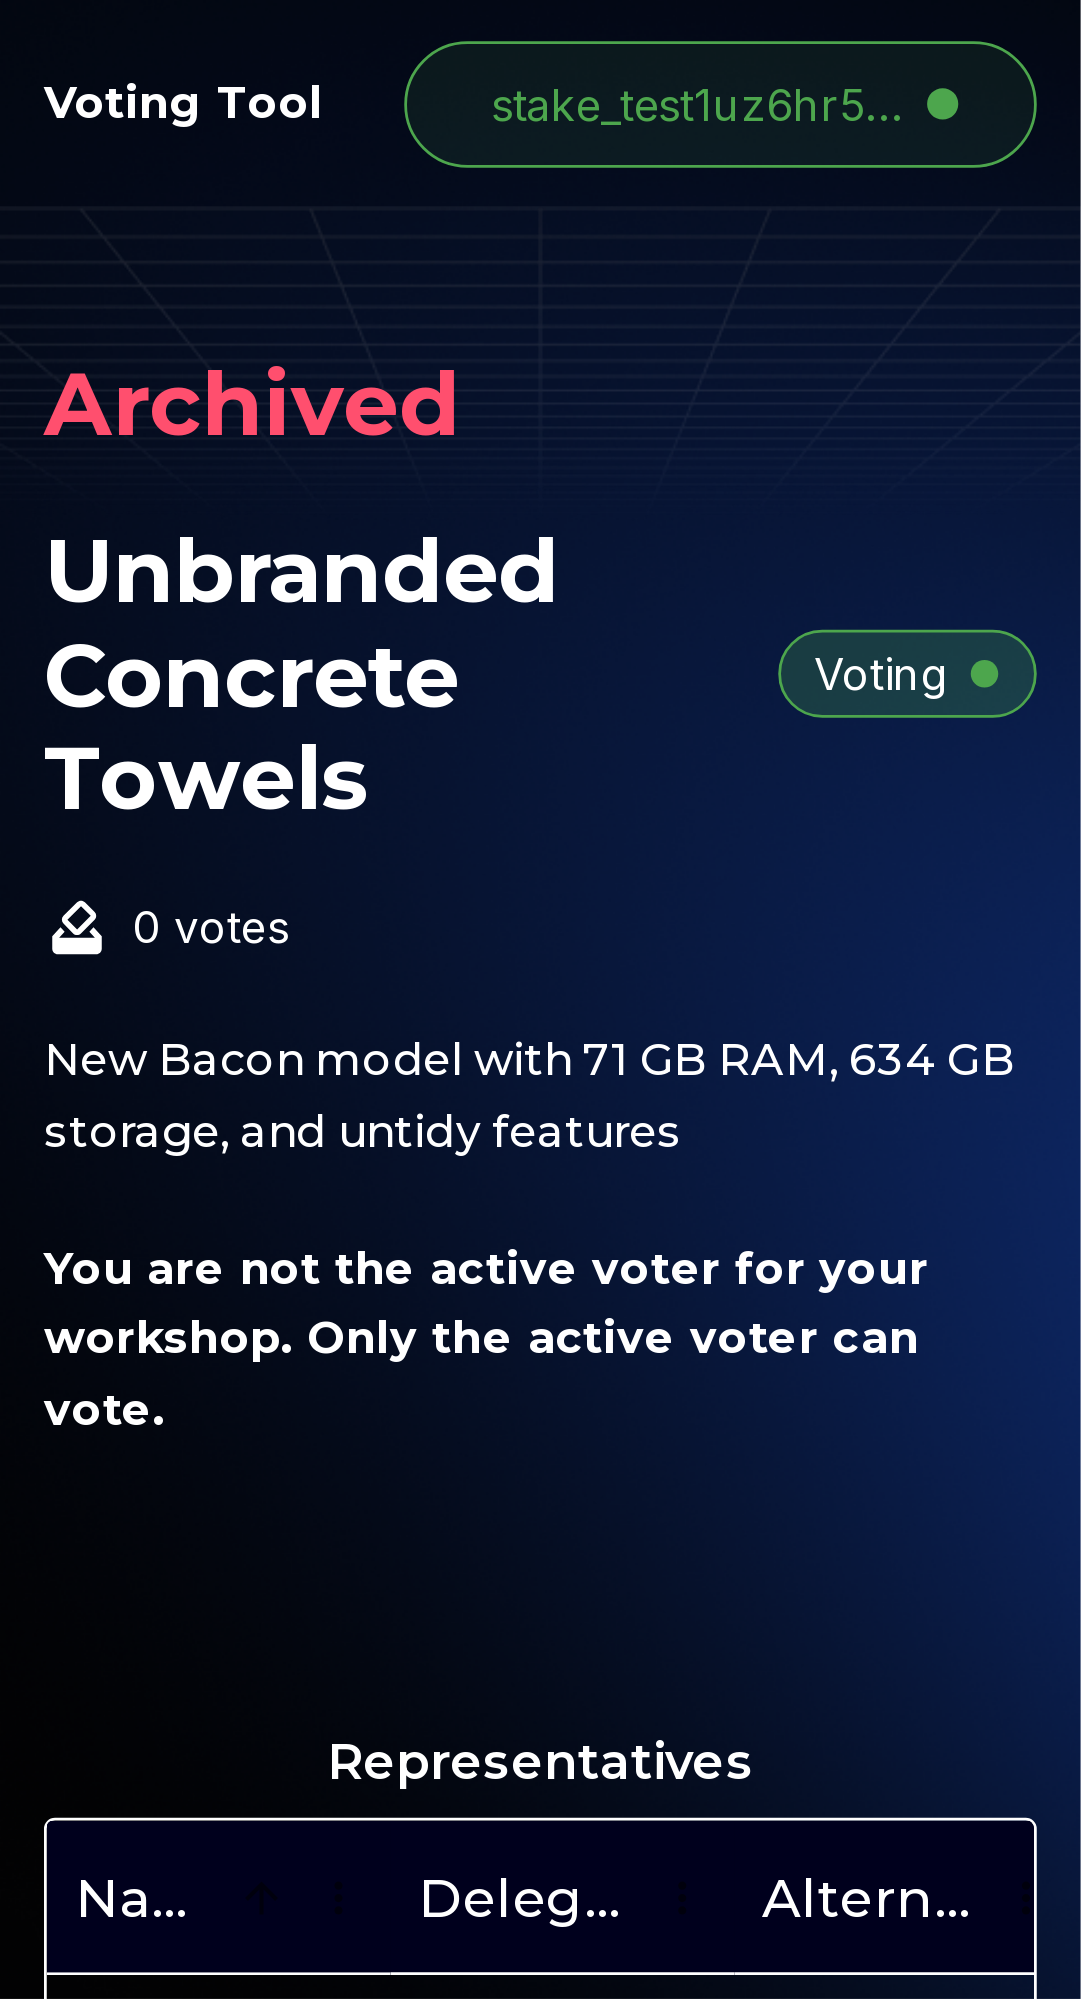 Voting Tool
stake_test1uz6hr5...
Archived
Unbranded
Concrete
Towels
Voting
0 votes
New Bacon model with 71 GB RAM, 634 GB
storage, and untidy features
You are not the active voter for your
workshop. Only the active voter can
vote.
Representatives
Na... Deleg... Altern...